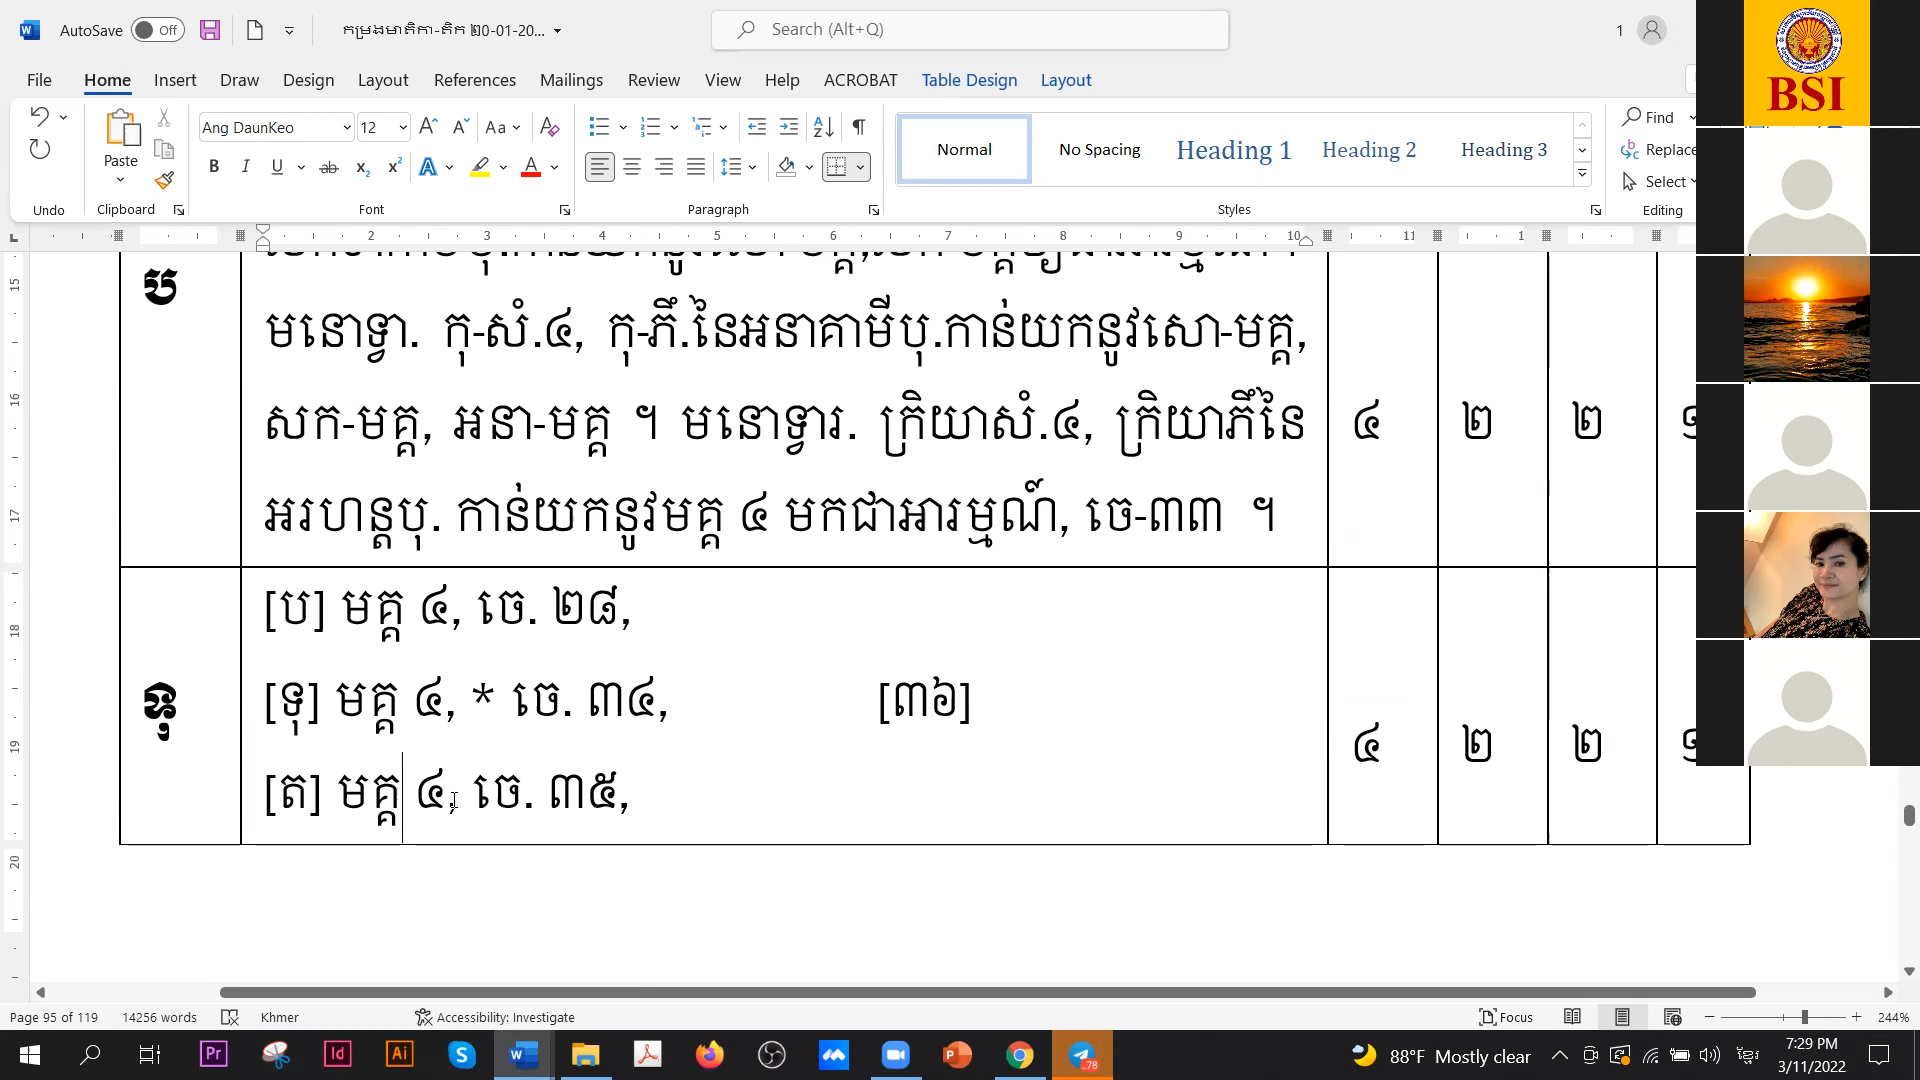 AutoSave Off កម្រងមាតិកា-តិក ២0-01-20... Search (Alt+Q) 1
File Home Insert Draw Design Layout References Mailings Review View Help ACROBAT Table Design Layout
Ang DaunKeo 12
Paste
Normal No Spacing Heading 1 Heading 2 Heading 3
Find
Replace
Select
Undo Clipboard Font Paragraph Styles Editing
BSI
មនោទ្វា. កុ-សំ.៤, កុ-ភិំ.នៃអនាគាមីបុ.កាន់យកនូវសោ-មគ្គ,
សក-មគ្គ, អនា-មគ្គ ។ មនោទ្វារ. ក្រិយាសំ.៤, ក្រិយាភិំនៃ
អរហន្តបុ. កាន់យកនូវមគ្គ ៤ មកជាអារម្មណ៍, ចេ-៣៣ ។
៤ ២ ២
[ប] មគ្គ ៤, ចេ. ២៨,
[ទុ] មគ្គ ៤, * ចេ. ៣៤, [៣៦]
[ត] មគ្គ ៤, ចេ. ៣៥,
ទុ
៤ ២ ២
Page 95 of 119 14256 words Khmer Accessibility: Investigate Focus 244%
88°F Mostly clear
7:29 PM
3/11/2022